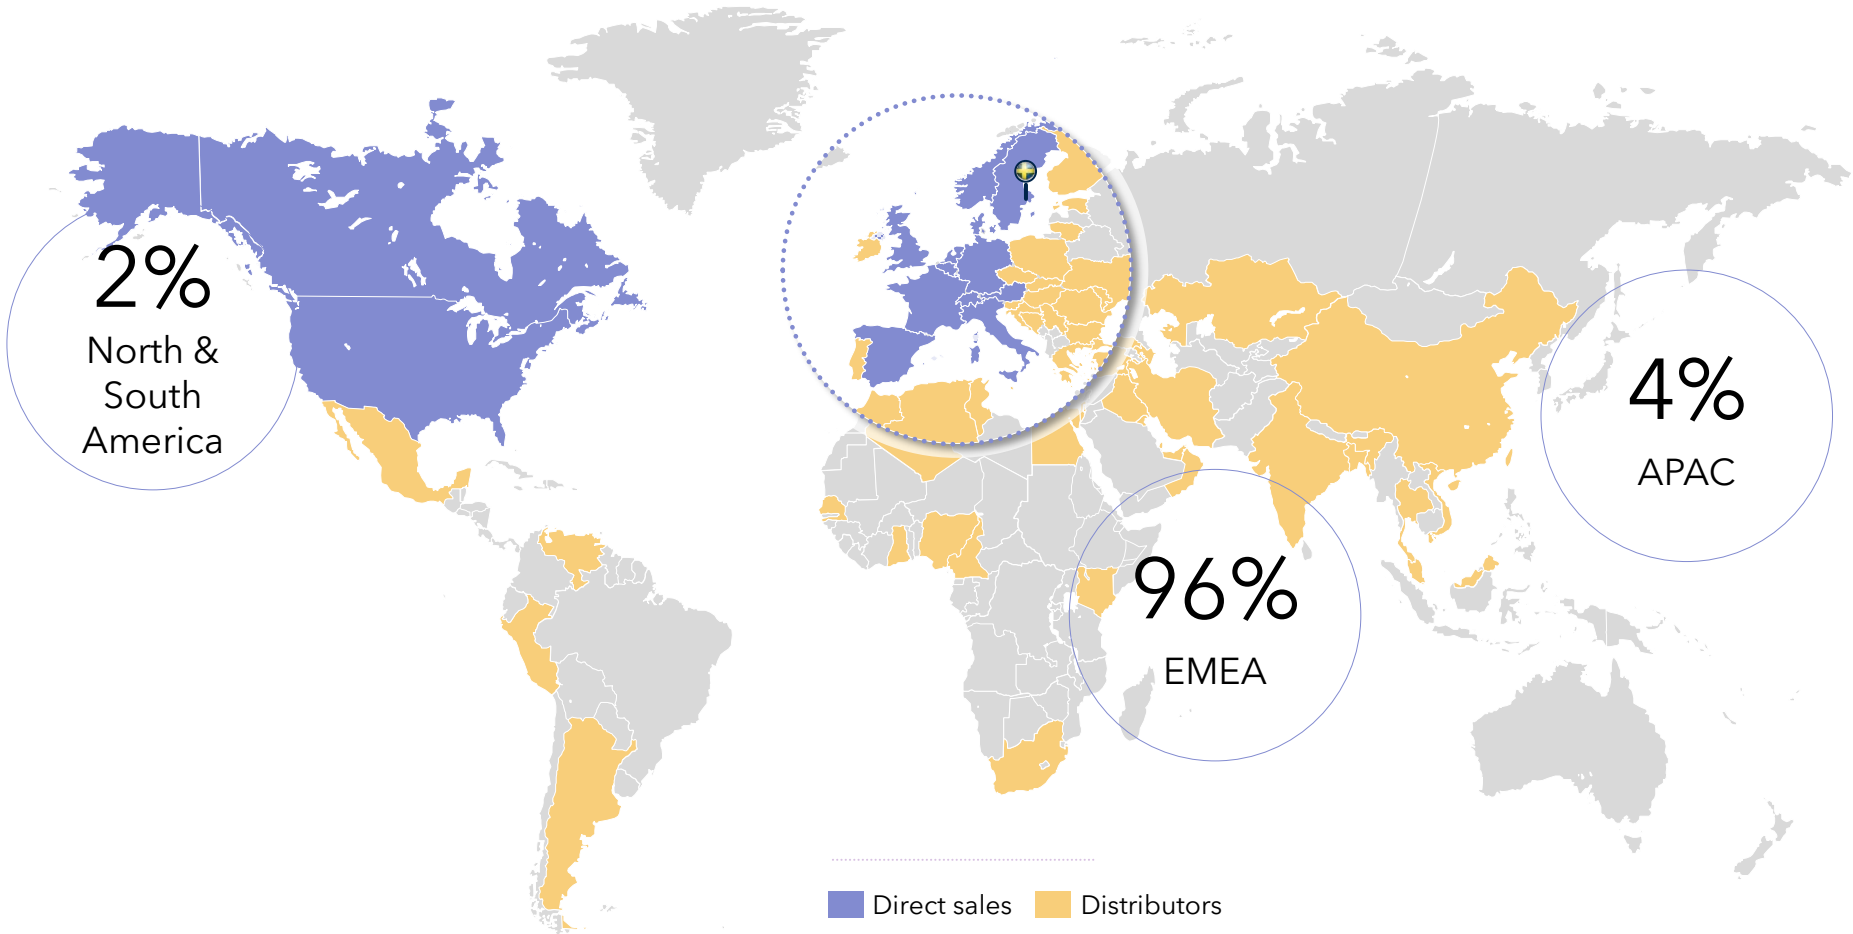 2%
North &
South
America
4%
APAC
96%
EMEA
Direct sales
Distributors